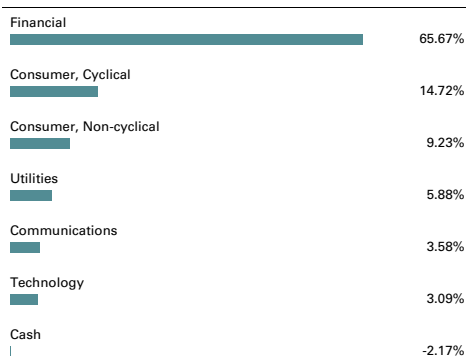 Financial
65.67%
Consumer, Cyclical
14.72%
Consumer, Non-cyclical
9.23%
Utilities
5.88%
Communications
3.58%
Technology
3.09%
Cash
-2.17%